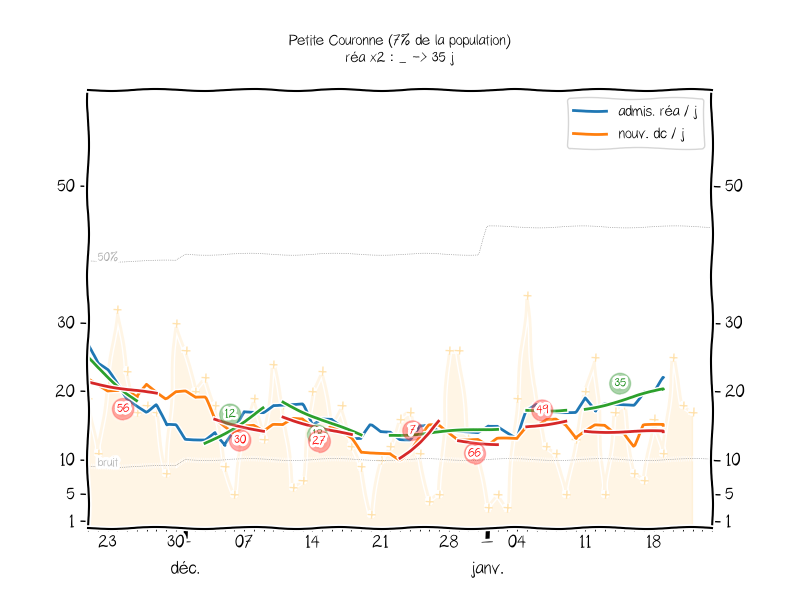 Petite Couronne (7% de la population)
réa x2 : _ -> 35 j
admis. réa / j
nouv. dc / j
50 50
50%
30 30
35
20 20
56 12 49
30 27 7
66
bruit
10 10
5 5
1 1
23 30 07 14 21 28 04 11 18
déc. janv.